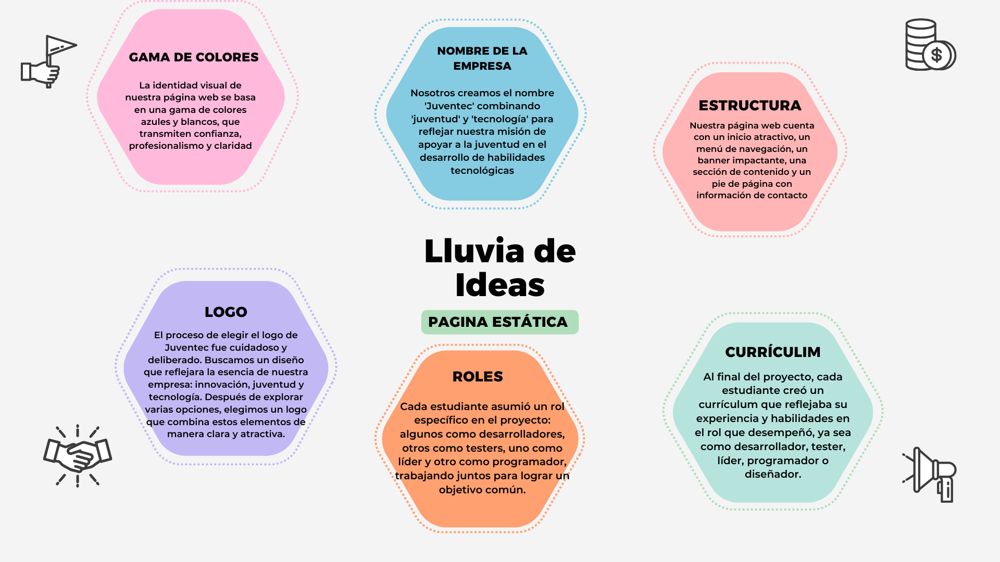 GAMA DE COLORES
La identidad visual de
nuestra página web se basa
en una gama de colores
azules y blancos, que
transmiten confianza,
profesionalismo y claridad
NOMBRE DE LA
EMPRESA
Nosotros creamos el nombre
'Juventec' combinando
'juventud' y 'tecnología' para
reflejar nuestra misión de
apoyar a la juventud en el
desarrollo de habilidades
tecnológicas
ESTRUCTURA
Nuestra página web cuenta
con un inicio atractivo, un
menú de navegación, un
banner impactante, una
sección de contenido y un
pie de página con
información de contacto
$
Lluvia de
Ideas
PAGINA ESTÁTICA
LOGO
El proceso de elegir el logo de
Juventec fue cuidadoso y
deliberado. Buscamos un diseño
que reflejara la esencia de nuestra
empresa: innovación, juventud y
tecnología. Después de explorar
varias opciones, elegimos un logo
que combina estos elementos de
manera clara y atractiva.
ROLES
Cada estudiante asumió un rol
específico en el proyecto:
algunos como desarrolladores,
otros como testers, uno como
líder y otro como programador,
trabajando juntos para lograr un
objetivo común.
CURRÍCULIM
Al final del proyecto, cada
estudiante creó un
currículum que reflejaba su
experiencia y habilidades en
el rol que desempeñó, ya sea
como desarrollador, tester,
líder, programador o
diseñador.